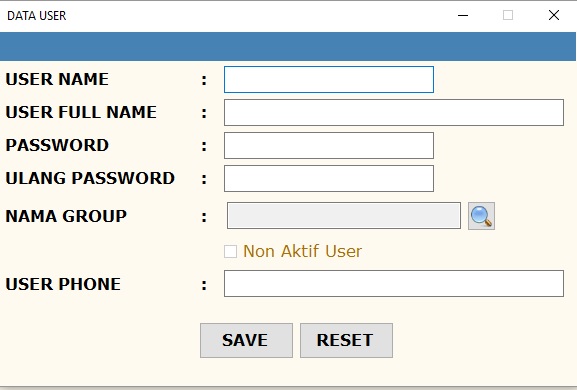 DATA USER
USER NAME :
USER FULL NAME :
PASSWORD :
ULANG PASSWORD :
NAMA GROUP :
Non Aktif User
USER PHONE :
SAVE RESET